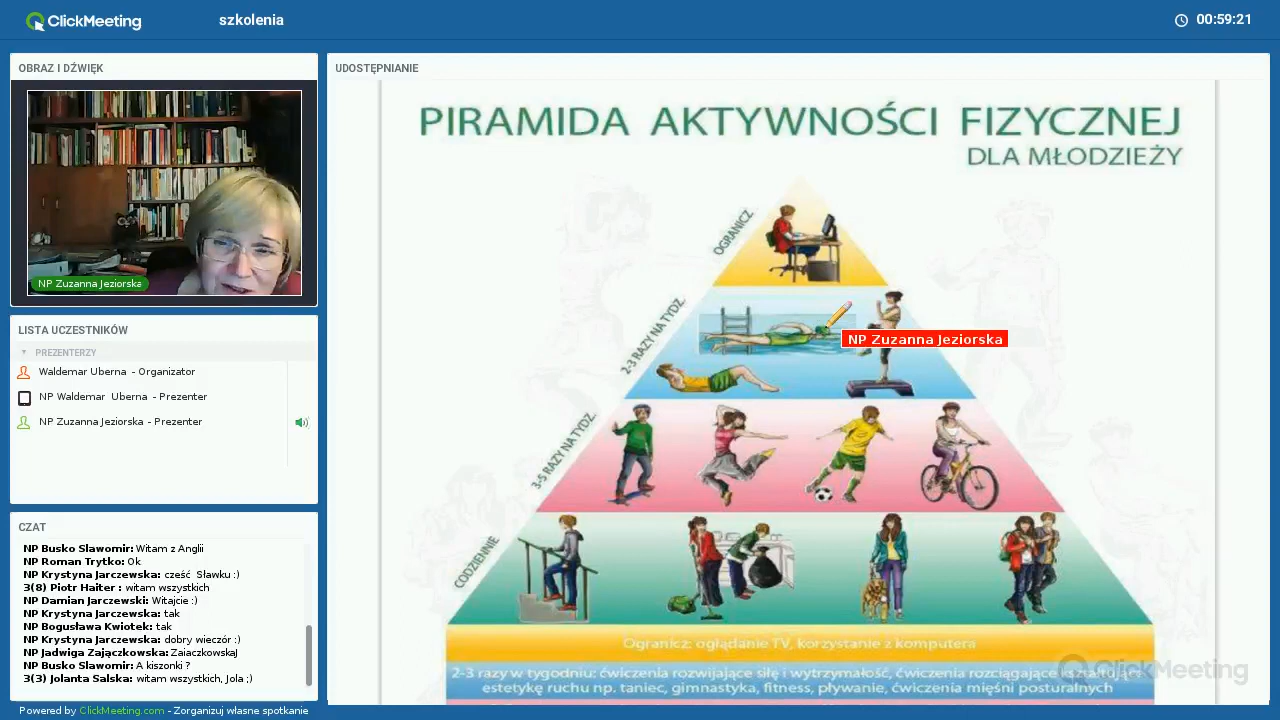 ClickMeeting
szkolenia
00:59:21
OBRAZ I DŹWIĘK
NP Zuzanna Jeziorska
LISTA UCZESTNIKÓW
PREZENTERZY
Waldemar Uberna - Organizator
NP Waldemar Uberna - Prezenter
NP Zuzanna Jeziorska - Prezenter
CZAT
NP Busko Slawomir: Witam z Anglii
NP Roman Trytko: Ok
NP Krystyna Jarczewska: cześć Sławku :)
3(8) Piotr Haiter : witam wszystkich
NP Damian Jarczewski: Witajcie :)
NP Krystyna Jarczewska: tak
NP Bogusława Kwiotek: tak
NP Krystyna Jarczewska: dobry wieczór :)
NP Jadwiga Zajączkowska: ZaiaczkowskaJ
NP Busko Slawomir: A kiszonki ?
3(3) Jolanta Salska: witam wszystkich, Jola ;)
Powered by ClickMeeting.com - Zorganizuj własne spotkanie
UDOSTĘPNIANIE
PIRAMIDA AKTYWNOŚCI FIZYCZNEJ
DLA MŁODZIEŻY
OGRANICZ
2-3 RAZY NA TYDZ.
NP Zuzanna Jeziorska
3-5 RAZY NA TYDZ.
CODZIENNIE
Ogranicz: oglądanie TV, korzystanie z komputera
2-3 razy w tygodniu: ćwiczenia rozwijające siłę i wytrzymałość, ćwiczenia rozciągające kształtujące
estetykę ruchu np. taniec, gimnastyka, fitness, pływanie, ćwiczenia mięśni posturalnych
ClickMeeting